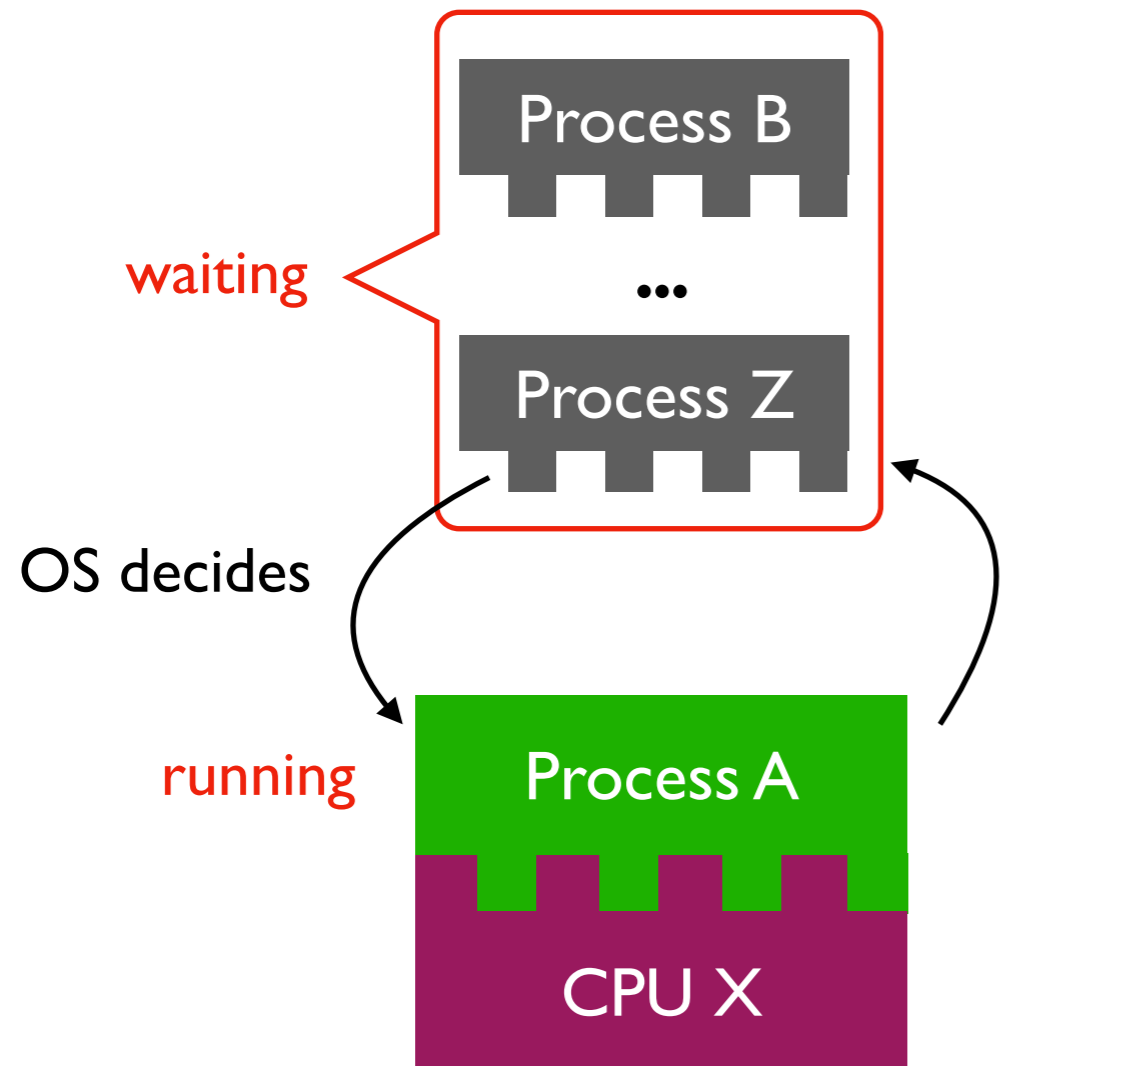 Process B
waiting
...
Process Z
OS decides
running
Process A
CPU X